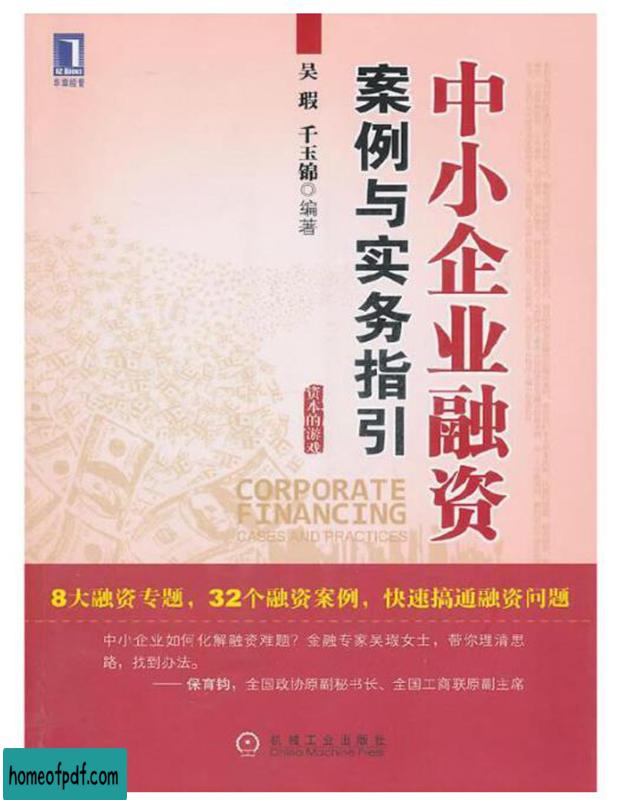 HZ BOOKS
华章经管
吴 瑕 千玉锦◎编著
中小企业融资
案例与实务指引
资本的游戏
CORPORATE
FINANCING
CASES AND PRACTICES
8大融资专题，32个融资案例，快速搞通融资问题
中小企业如何化解融资难题？金融专家吴瑕女士，带你理清思
路，找到办法。
——保育钧，全国政协原副秘书长、全国工商联原副主席
机械工业出版社
China Machine Press
homeofpdf.com